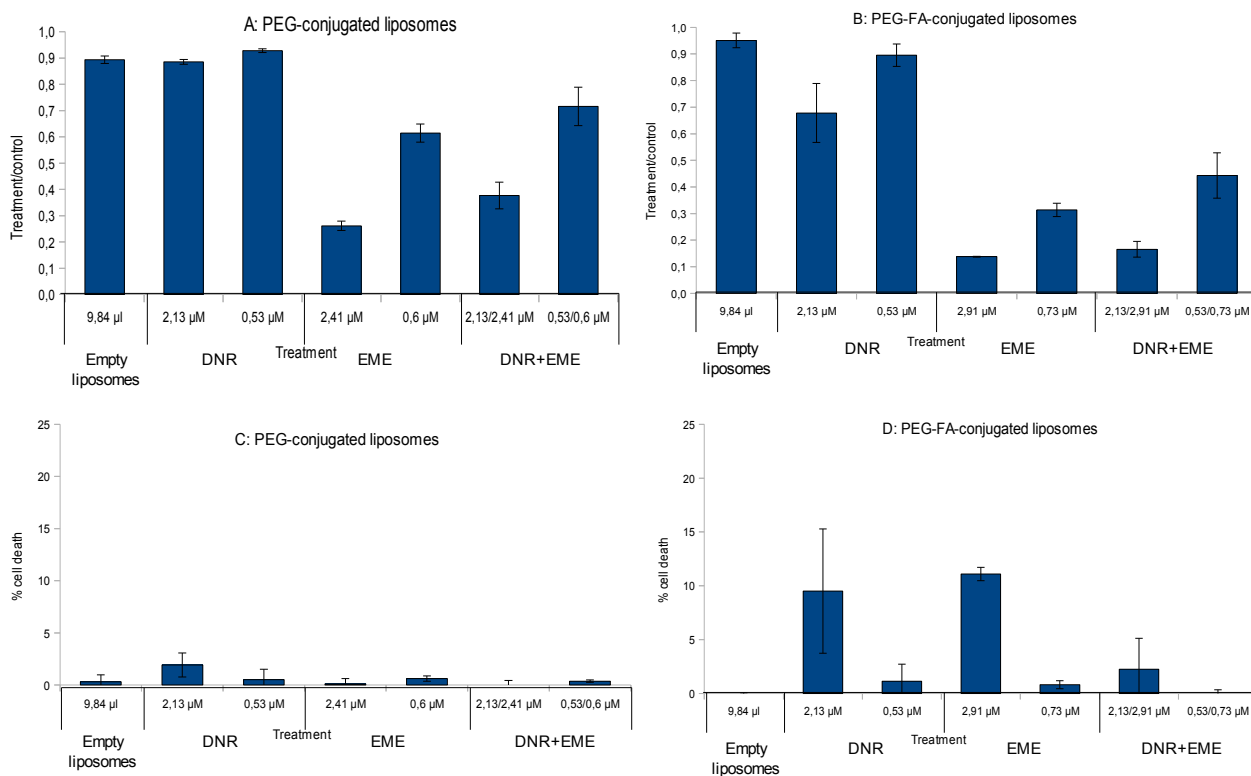 A: PEG-conjugated liposomes
1,0
0,9
0,8
0,7
0,6
0,5
0,4
0,3
0,2
0,1
0,0
Treatment/control
9,84 µl 2,13 µM 0,53 µM 2,41 µM 0,6 µM 2,13/2,41 µM 0,53/0,6 µM
Treatment
Empty liposomes DNR EME DNR+EME
B: PEG-FA-conjugated liposomes
1,0
0,9
0,8
0,7
0,6
0,5
0,4
0,3
0,2
0,1
0,0
Treatment/control
9,84 µl 2,13 µM 0,53 µM 2,91 µM 0,73 µM 2,13/2,91 µM 0,53/0,73 µM
Treatment
Empty liposomes DNR EME DNR+EME
C: PEG-conjugated liposomes
25
20
15
10
5
0
% cell death
9,84 µl 2,13 µM 0,53 µM 2,41 µM 0,6 µM 2,13/2,41 µM 0,53/0,6 µM
Treatment
Empty liposomes DNR EME DNR+EME
D: PEG-FA-conjugated liposomes
25
20
15
10
5
0
% cell death
9,84 µl 2,13 µM 0,53 µM 2,91 µM 0,73 µM 2,13/2,91 µM 0,53/0,73 µM
Treatment
Empty liposomes DNR EME DNR+EME